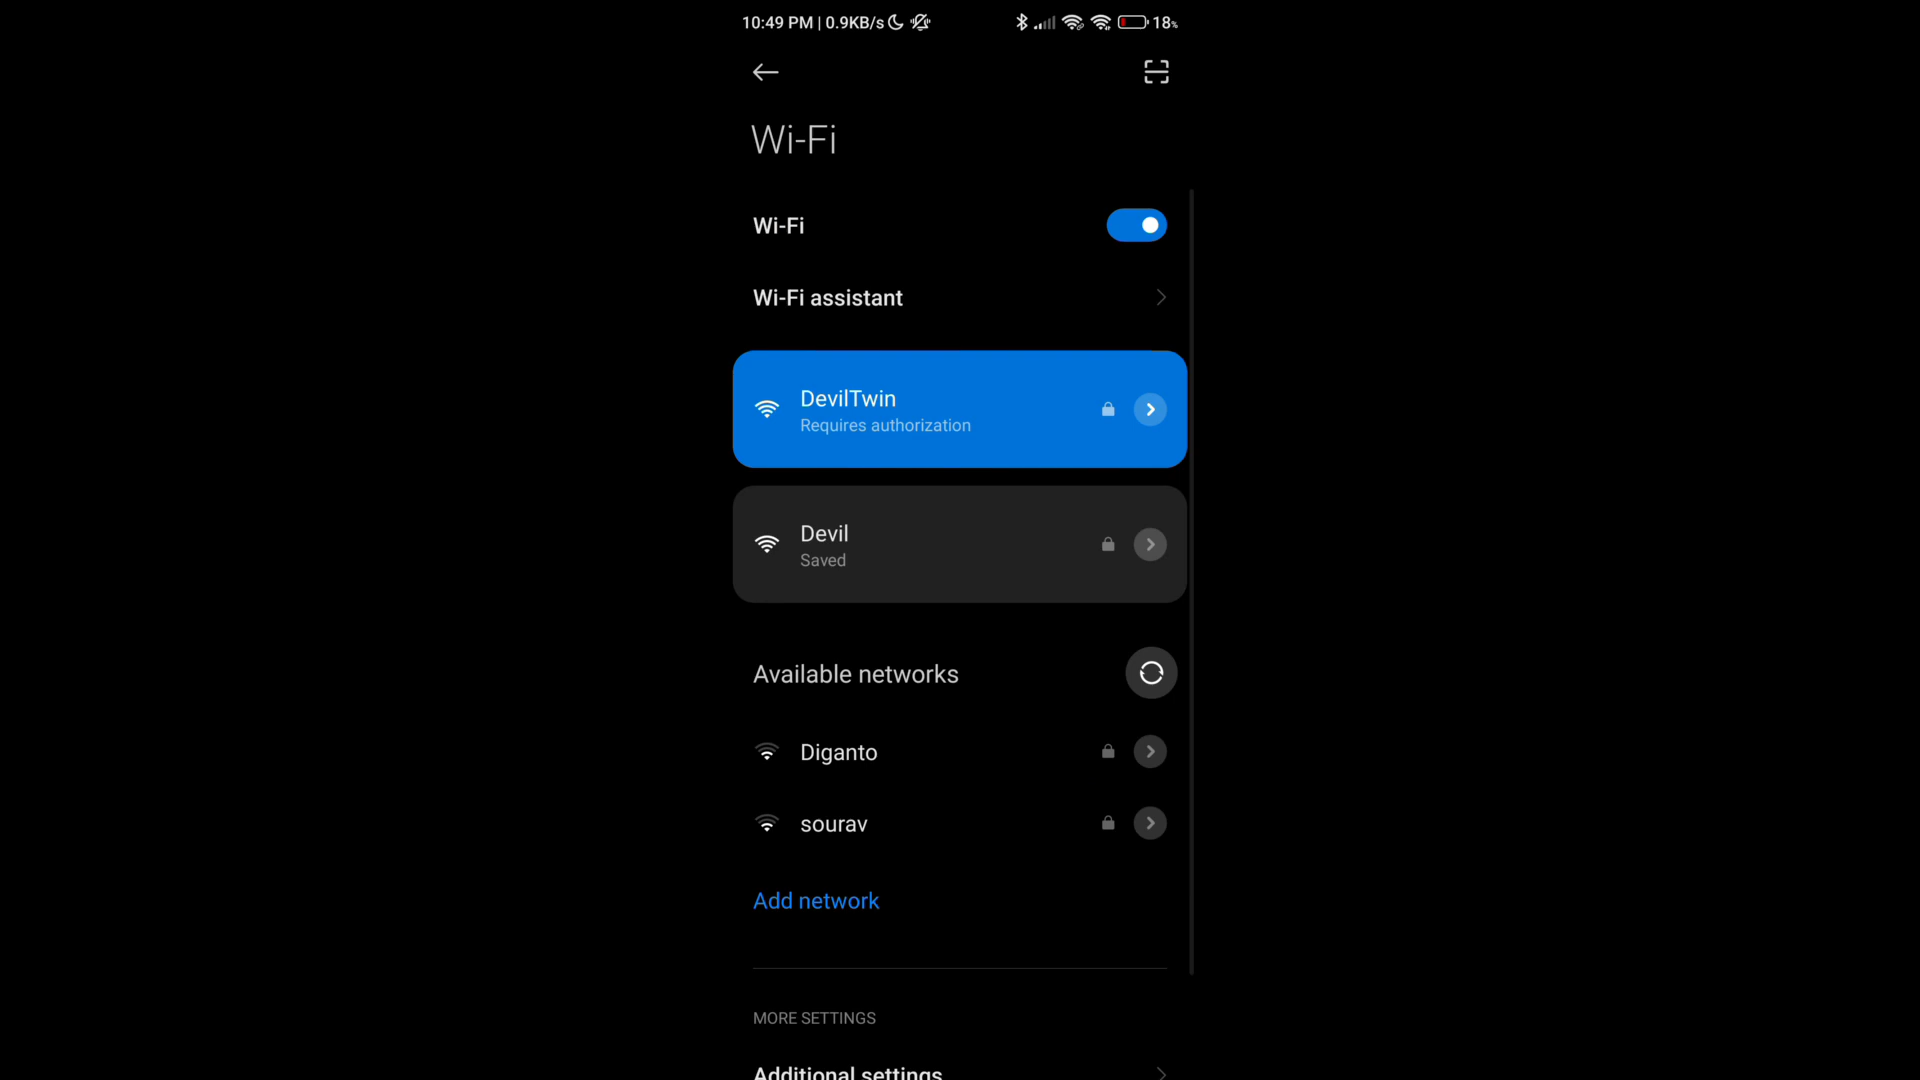 10:49 PM | 0.9KB/s 18%
Wi-Fi
Wi-Fi
Wi-Fi assistant
DevilTwin
Requires authorization
Devil
Saved
Available networks
Diganto
sourav
Add network
MORE SETTINGS
Additional settings